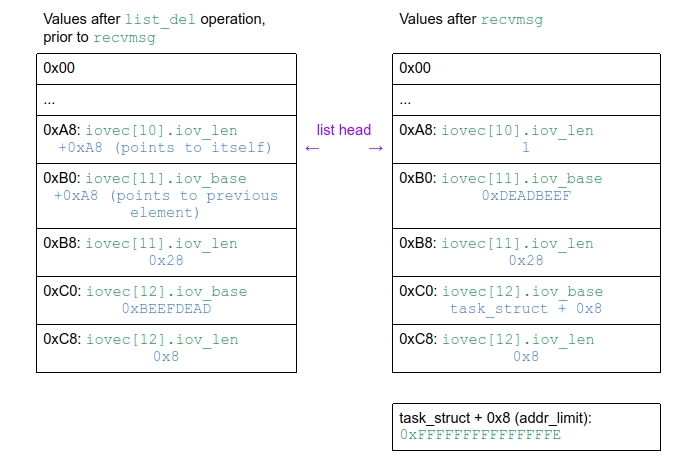 Values after list_del operation,
prior to recvmsg
0x00
...
0xA8: iovec[10].iov_len
+0xA8 (points to itself)
0xB0: iovec[11].iov_base
+0xA8 (points to previous
element)
0xB8: iovec[11].iov_len
0x28
0xC0: iovec[12].iov_base
0xBEEFDEAD
0xC8: iovec[12].iov_len
0x8
list head
← →
Values after recvmsg
0x00
...
0xA8: iovec[10].iov_len
1
0xB0: iovec[11].iov_base
0xDEADBEEF
0xB8: iovec[11].iov_len
0x28
0xC0: iovec[12].iov_base
task_struct + 0x8
0xC8: iovec[12].iov_len
0x8
task_struct + 0x8 (addr_limit):
0xFFFFFFFFFFFFFFFE